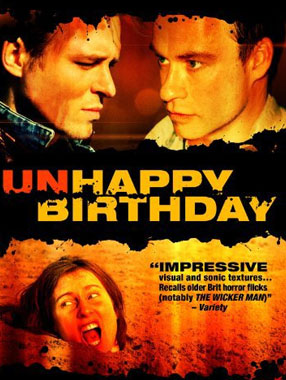 UNHAPPY
BIRTHDAY
“IMPRESSIVE
visual and sonic textures...
Recalls older Brit horror flicks
(notably THE WICKER MAN)”
– Variety